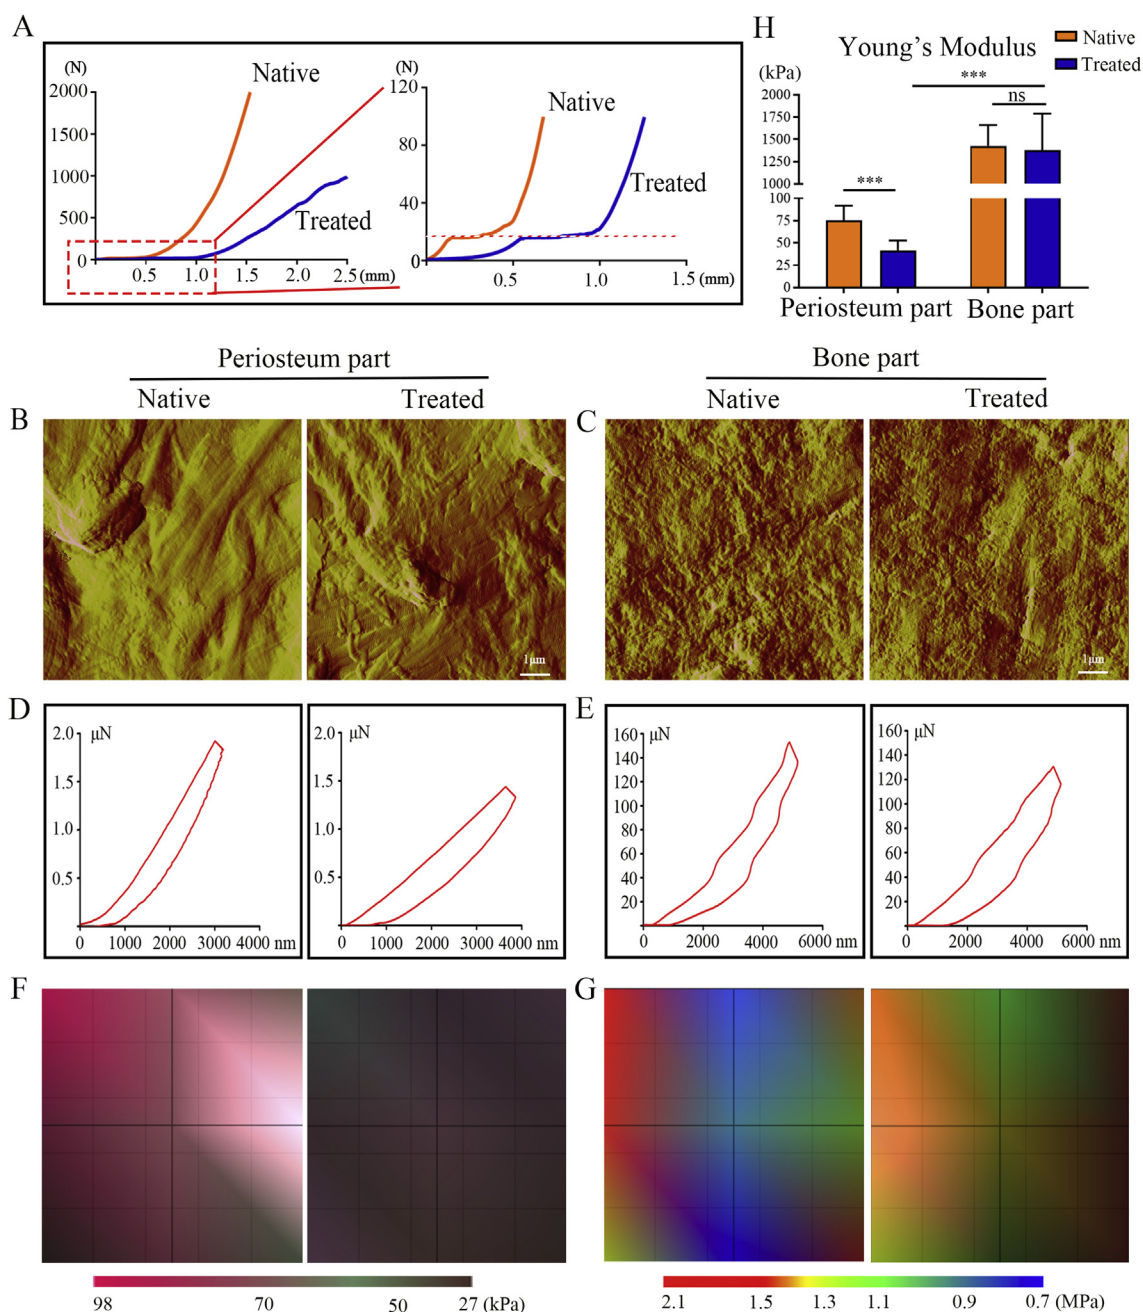 A
(N)
2000
1500
1000
500
0
0.5
1.0
1.5
2.0
2.5 (mm)
Native
Treated
(N)
120
80
40
0
0.5
1.0
1.5 (mm)
Native
Treated
H
Young's Modulus
Native
Treated
(kPa)
2000
1750
1500
1250
1000
100
75
50
25
0
***
***
ns
Periosteum part
Bone part
Periosteum part
Native
Treated
Bone part
Native
Treated
B
1μm
C
1μm
D
2.0
μN
1.5
1.0
0.5
0
1000
2000
3000
4000 nm
2.0
μN
1.5
1.0
0.5
0
1000
2000
3000
4000 nm
E
160
μN
140
120
100
80
60
40
20
0
2000
4000
6000 nm
160
μN
140
120
100
80
60
40
20
0
2000
4000
6000 nm
F
G
98
70
50
27 (kPa)
2.1
1.5
1.3
1.1
0.9
0.7 (MPa)